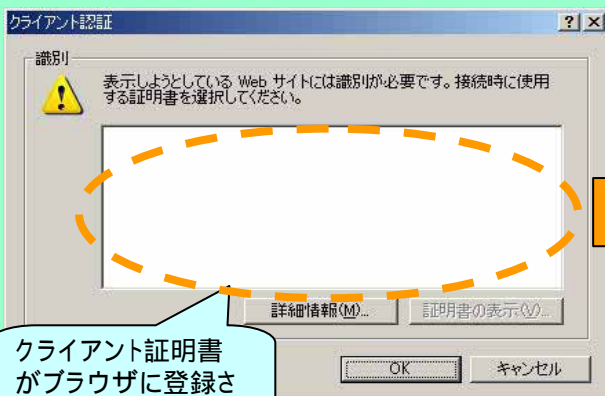 クライアント認証
識別
表示しようとしている Web サイトには識別が必要です。接続時に使用
する証明書を選択してください。
詳細情報(M)...
証明書の表示(V)...
クライアント証明書
がブラウザに登録さ
OK
キャンセル